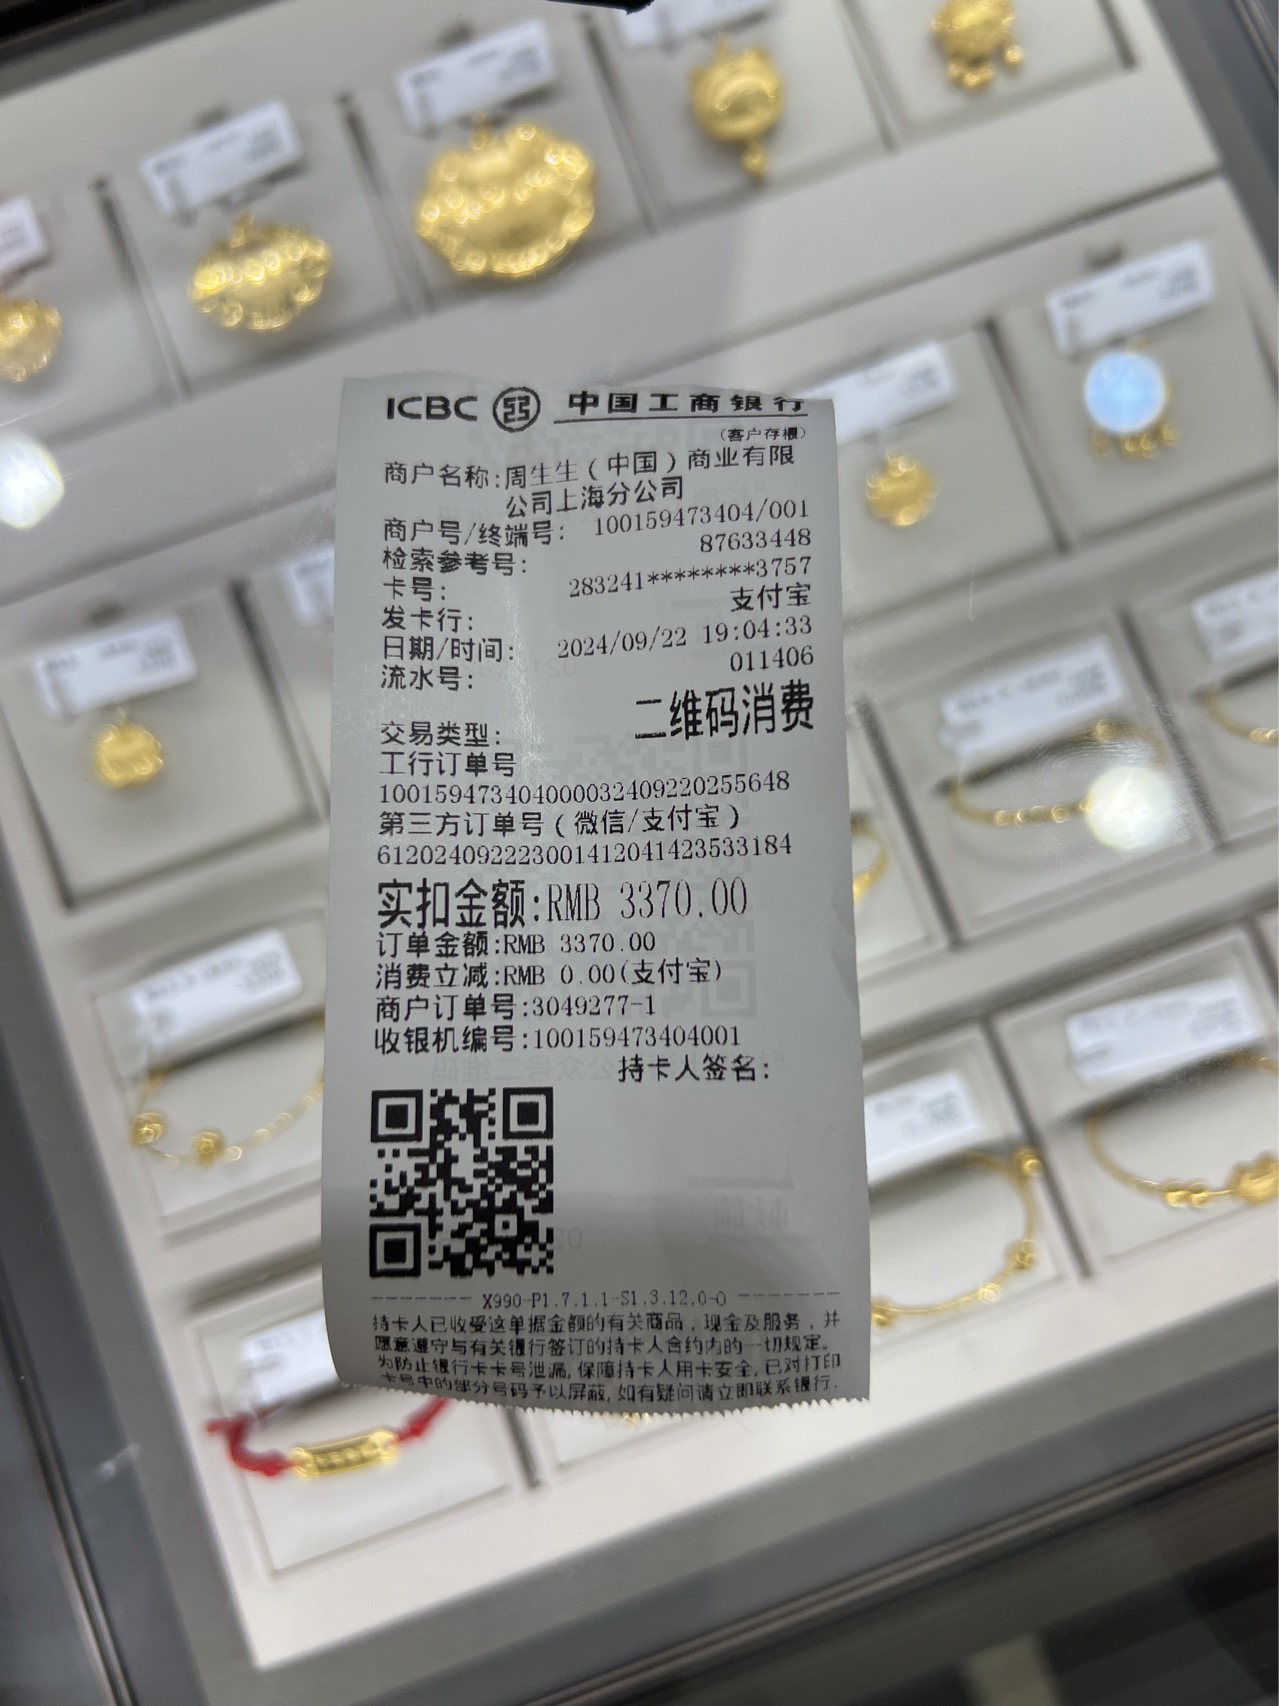 ICBC 中国工商银行
(客户存根)
商户名称:周生生(中国)商业有限
公司上海分公司
商户号/终端号: 100159473404/001
检索参考号: 87633448
卡号: 283241********3757
发卡行: 支付宝
日期/时间: 2024/09/22 19:04:33
流水号: 011406
交易类型: 二维码消费
工行订单号
100159473404000032409220255648
第三方订单号(微信/支付宝)
612024092223001412041423533184
实扣金额:RMB 3370.00
订单金额:RMB 3370.00
消费立减:RMB 0.00(支付宝)
商户订单号:3049277-1
收银机编号:100159473404001
持卡人签名:
X990-P1.7.1.1-S1.3.12.0-0
持卡人已收受这单据金额的有关商品,现金及服务,并
愿意遵守与有关银行签订的持卡人合约内的一切规定。
为防止银行卡卡号泄漏,保障持卡人用卡安全,已对打印
卡号中的部分号码予以屏蔽,如有疑问请立即联系银行.